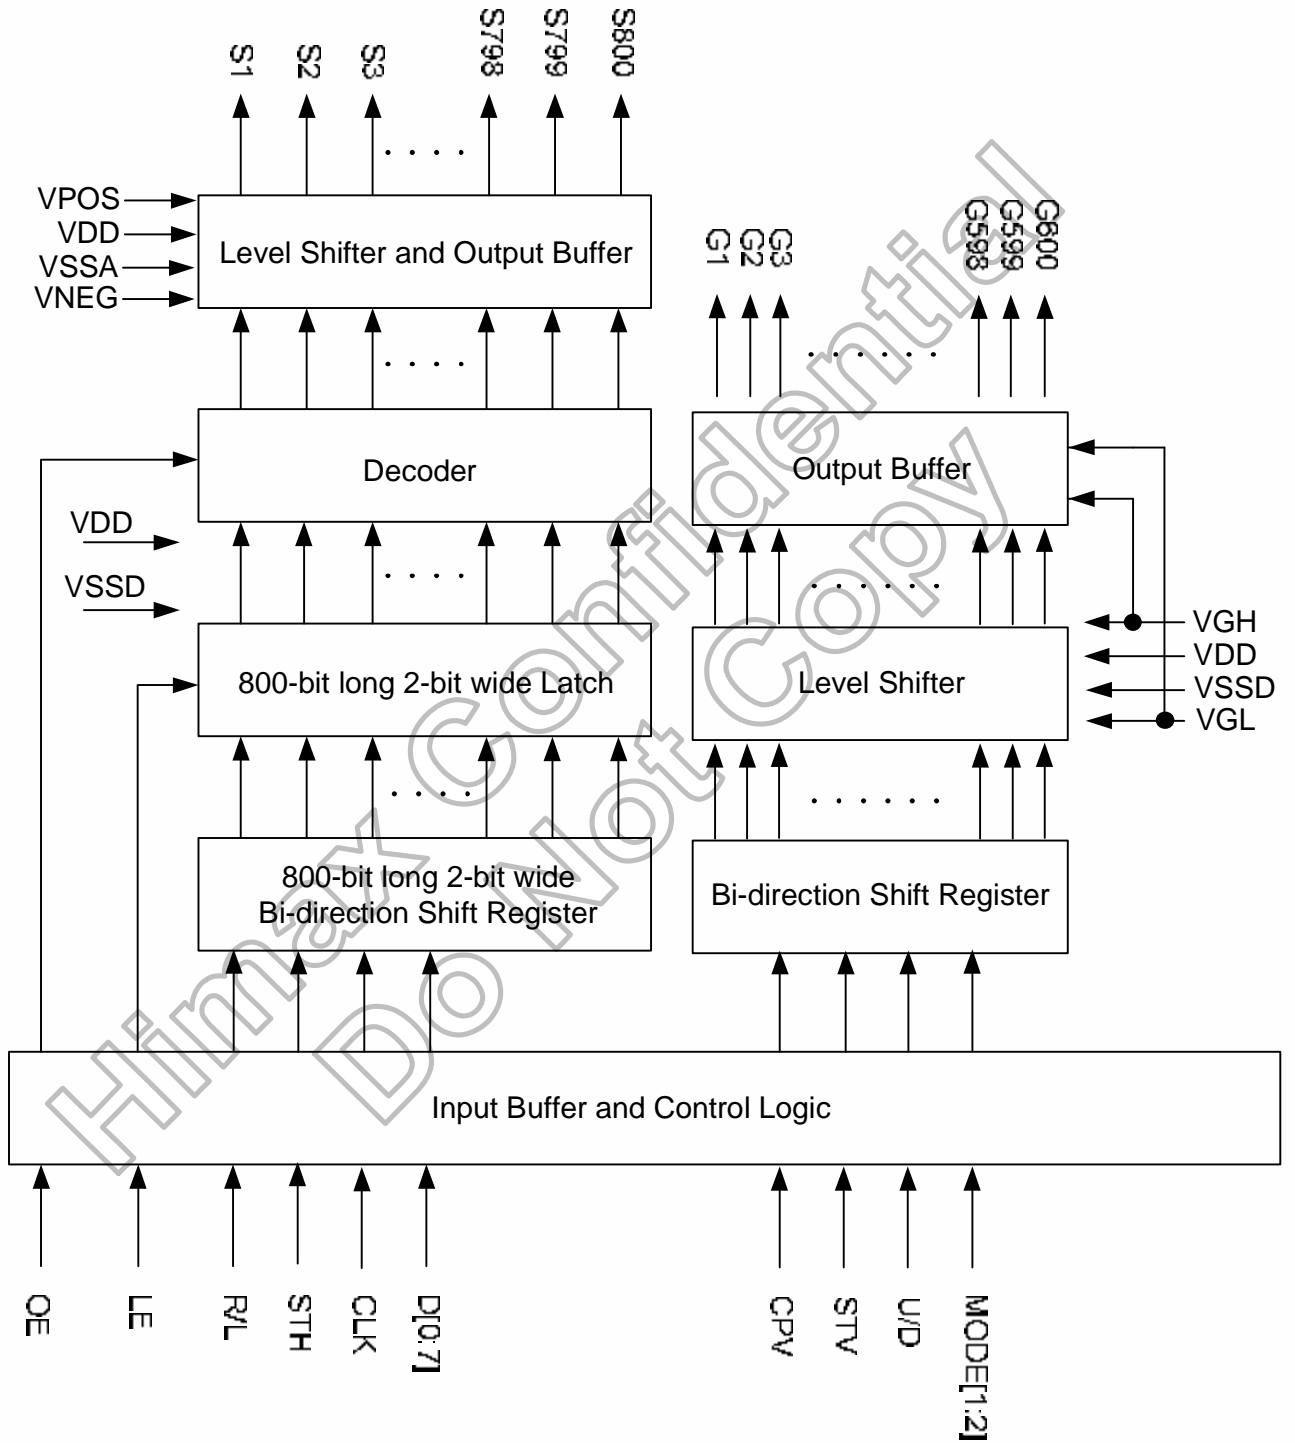 S1 S2 S3 S798 S799 S800
VPOS
VDD
VSSA
VNEG
Level Shifter and Output Buffer
G1 G2 G3 G598 G599 G600
Decoder
Output Buffer
VDD
VSSD
800-bit long 2-bit wide Latch
Level Shifter
VGH
VDD
VSSD
VGL
800-bit long 2-bit wide
Bi-direction Shift Register
Bi-direction Shift Register
Input Buffer and Control Logic
OE LE R/L STH CLK D[0:7] CPV STV U/D MODE[1:2]
Himax Confidential
Do Not Copy